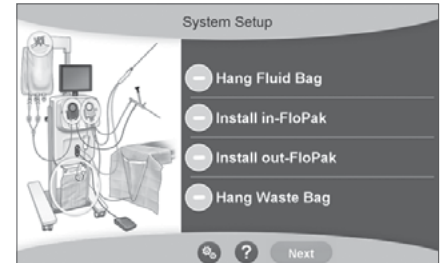 System Setup
Hang Fluid Bag
Install in-FloPak
Install out-FloPak
Hang Waste Bag
?
Next